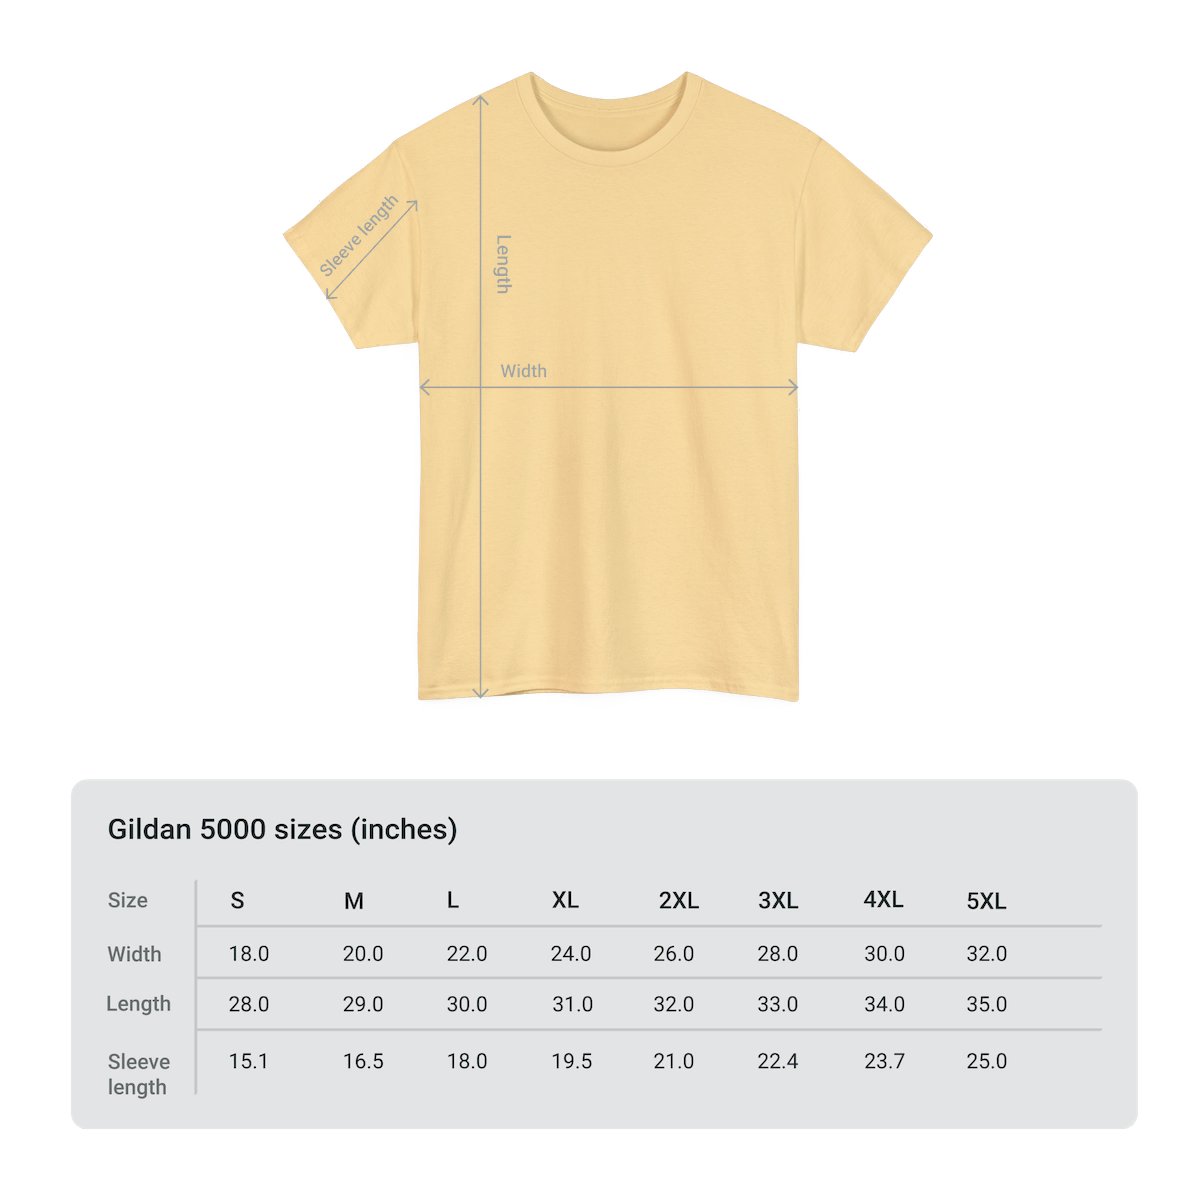 Sleeve length
Length
Width
Gildan 5000 sizes (inches)
Size S M L XL 2XL 3XL 4XL 5XL
Width 18.0 20.0 22.0 24.0 26.0 28.0 30.0 32.0
Length 28.0 29.0 30.0 31.0 32.0 33.0 34.0 35.0
Sleeve length 15.1 16.5 18.0 19.5 21.0 22.4 23.7 25.0